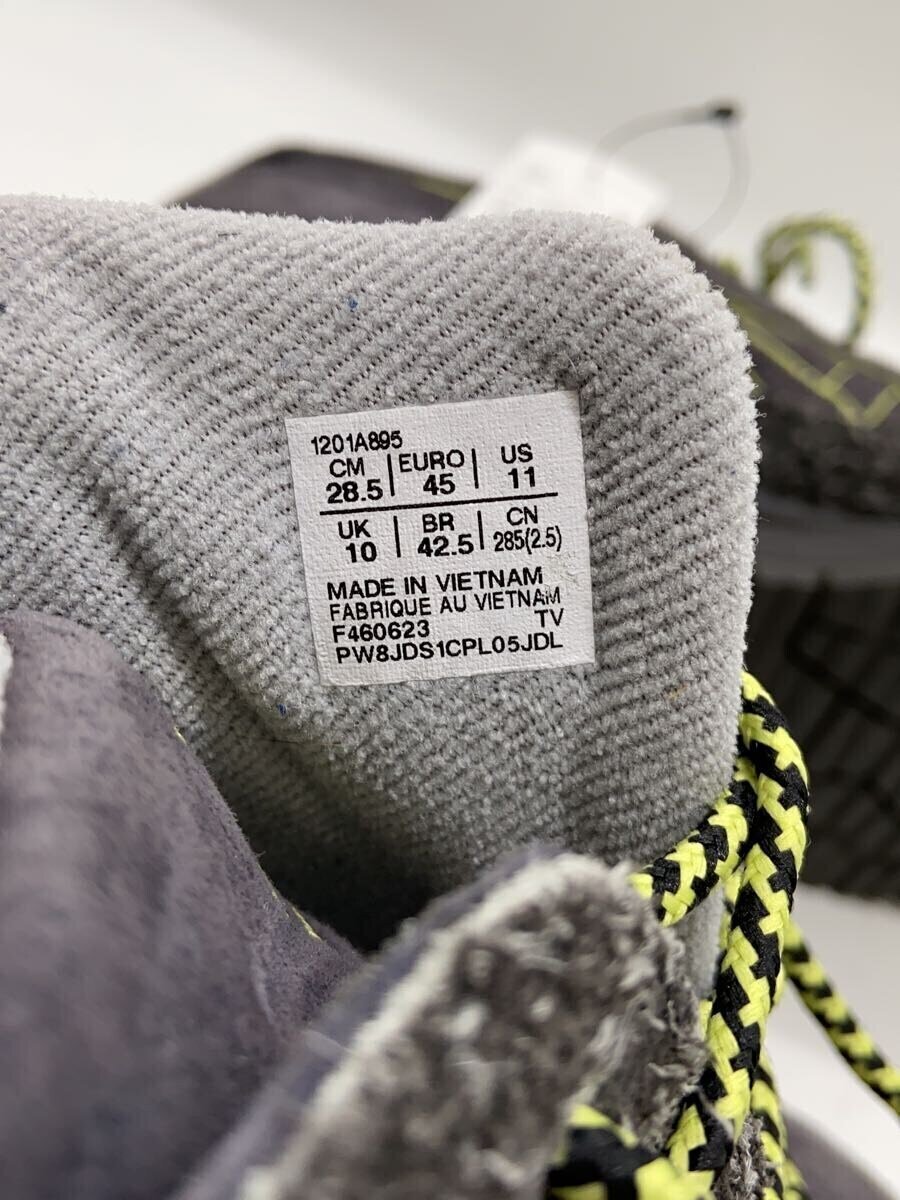 1201A895
CM | EURO | US
28.5 | 45 | 11
UK | BR | CN
10 | 42.5 | 285(2.5)
MADE IN VIETNAM
FABRIQUE AU VIETNAM
F460623 TV
PW8JDS1CPL05JDL